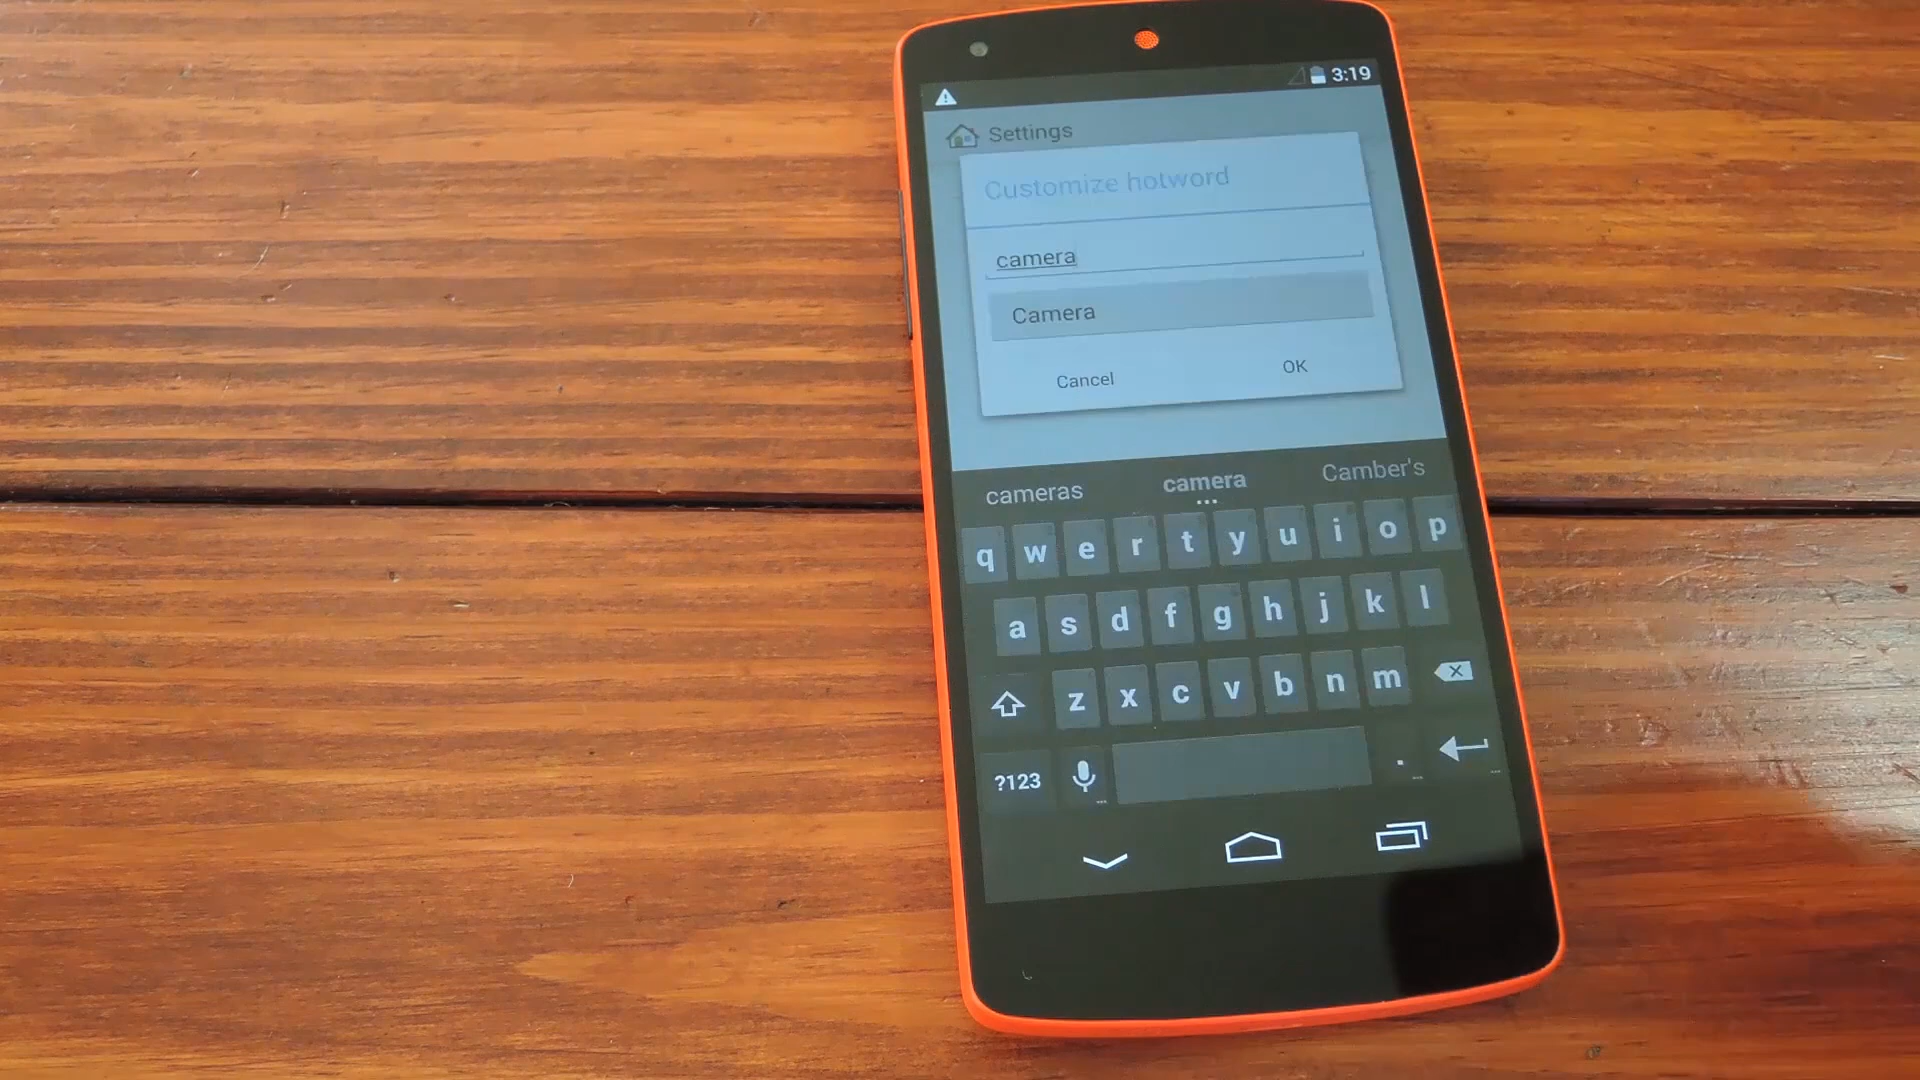 3:19
Settings
Customize hotword
camera
Camera
Cancel OK
cameras camera Camber's
q w e r t y u i o p
a s d f g h j k l
z x c v b n m
?123 .